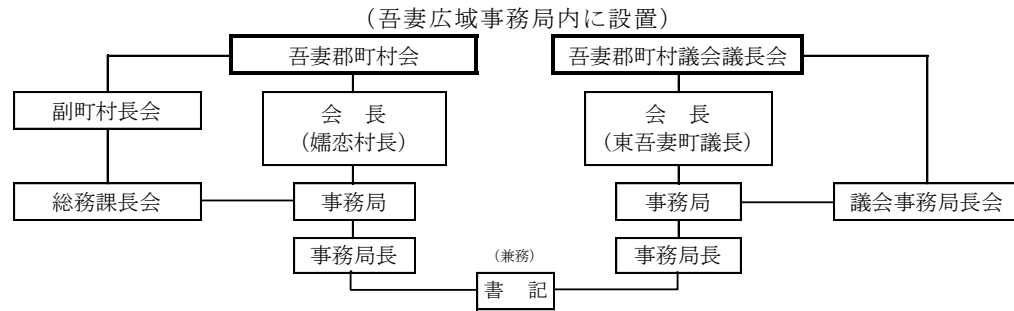 （吾妻広域事務局内に設置）
吾妻郡町村会
吾妻郡町村議会議長会
副町村長会
会　長
（嬬恋村長）
会　長
（東吾妻町議長）
総務課長会
事務局
事務局
議会事務局長会
事務局長
（兼務）
事務局長
書　記